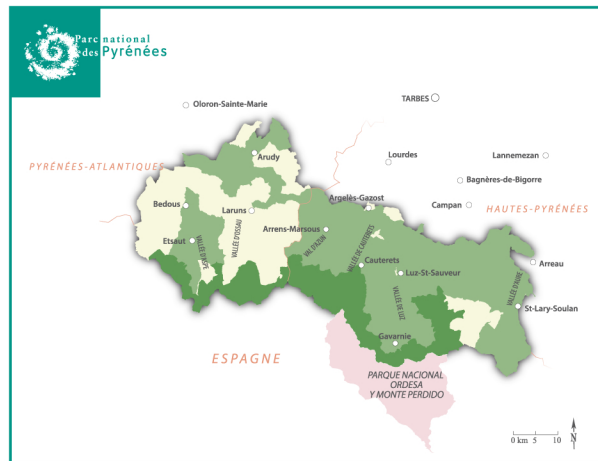 Parc national
des Pyrénées
TARBES
Oloron-Sainte-Marie
Lourdes
Lannemezan
Arudy
PYRÉNÉES-ATLANTIQUES
Bagnères-de-Bigorre
Bedous
Laruns
Argelès-Gazost
Campan
HAUTES-PYRÉNÉES
Arrens-Marsous
Etsaut
VALLÉE D'ASPE
VALLÉE D'OSSAU
VAL D'AZUN
VALLÉE DE CAUTERETS
Cauterets
Luz-St-Sauveur
Arreau
VALLÉE D'AURE
VALLÉE DE LUZ
St-Lary-Soulan
Gavarnie
ESPAGNE
PARQUE NACIONAL
ORDESA
Y MONTE PERDIDO
0 km 5 10
N